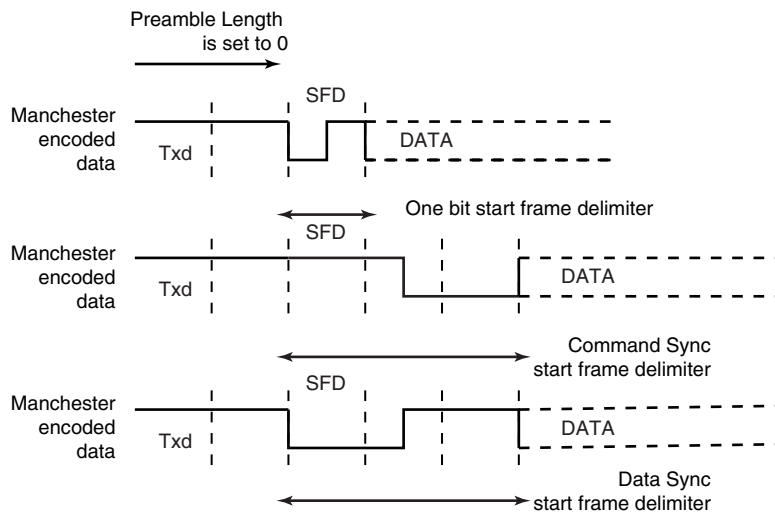 Preamble Length
is set to 0
SFD
Manchester
encoded
data
Txd
DATA
One bit start frame delimiter
SFD
Manchester
encoded
data
Txd
DATA
Command Sync
start frame delimiter
SFD
Manchester
encoded
data
Txd
DATA
Data Sync
start frame delimiter